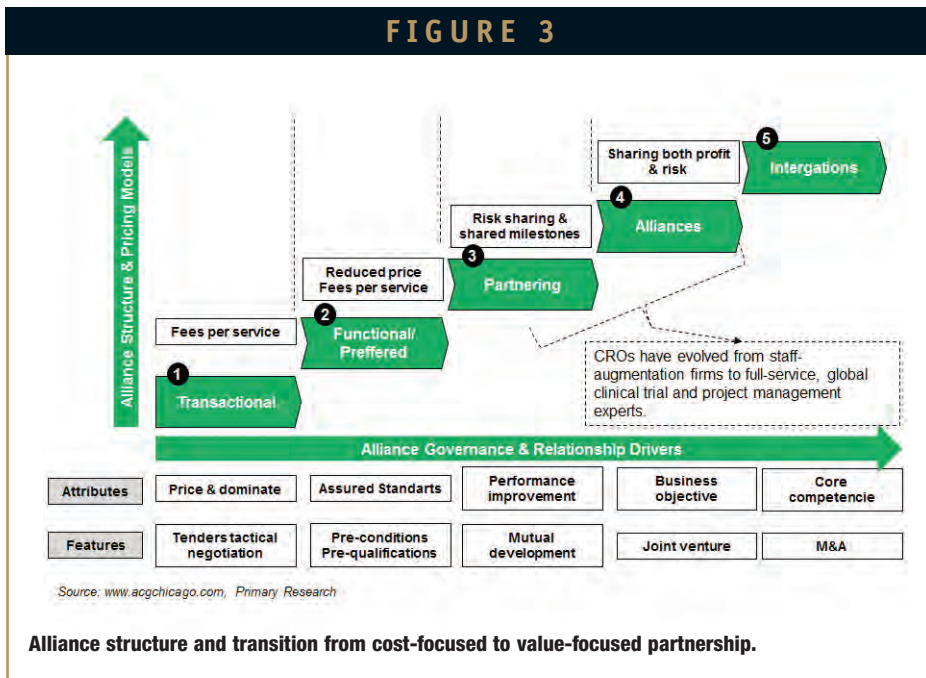 FIGURE 3
Alliance Structure & Pricing Models
Sharing both profit
& risk
5
Intergations
Risk sharing &
shared milestones
4
Alliances
Reduced price
Fees per service
3
Partnering
Fees per service
2
Functional/
Preffered
1
Transactional
CROs have evolved from staff-
augmentation firms to full-service, global
clinical trial and project management
experts.
Alliance Governance & Relationship Drivers
Attributes
Price & dominate
Assured Standarts
Performance
improvement
Business
objective
Core
competencie
Features
Tenders tactical
negotiation
Pre-conditions
Pre-qualifications
Mutual
development
Joint venture
M&A
Source: www.acgchicago.com, Primary Research
Alliance structure and transition from cost-focused to value-focused partnership.